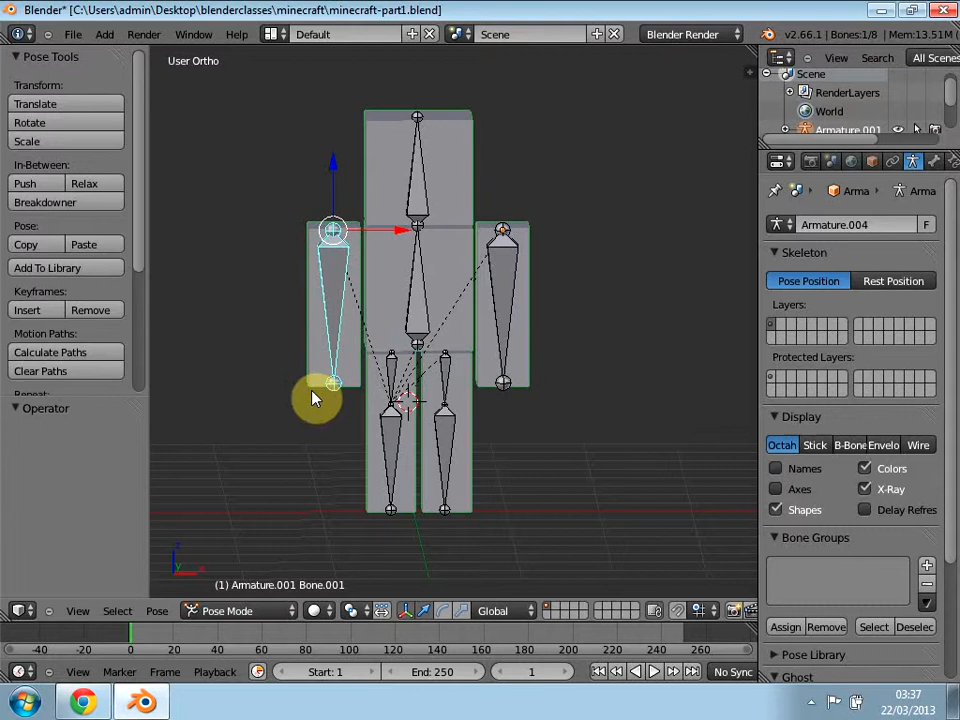 Blender* [C:\Users\admin\Desktop\blenderclasses\minecraft\minecraft-part1.blend]
File Add Render Window Help Default Scene Blender Render v2.66.1 | Bones:1/8 | Mem:13.51M
Pose Tools
Transform:
Translate
Rotate
Scale
In-Between:
Push Relax
Breakdowner
Pose:
Copy Paste
Add To Library
Keyframes:
Insert Remove
Motion Paths:
Calculate Paths
Clear Paths
Repeat:
Operator
User Ortho
(1) Armature.001 Bone.001
View Select Pose Pose Mode Global
View Search All Scenes
Scene
RenderLayers
World
Armature.001
Arma Arma
Armature.004 F
Skeleton
Pose Position Rest Position
Layers:
Protected Layers:
Display
Octah Stick B-Bone Envelo Wire
Names Colors
Axes X-Ray
Shapes Delay Refres
Bone Groups
Assign Remove Select Deselec
Pose Library
Ghost
-40 -20 0 20 40 60 80 100 120 140 160 180 200 220 240 260
View Marker Frame Playback Start: 1 End: 250 1 No Sync
03:37
22/03/2013